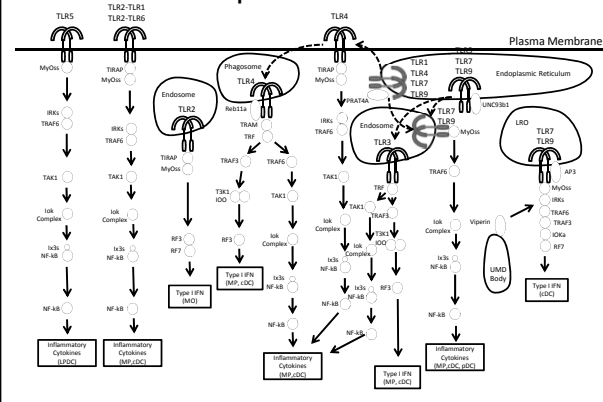 TLR5
TLR2-TLR1
TLR2-TLR6
TLR4
Plasma Membrane
MyOss
IRKs
TRAF6
TAK1
Iok
Complex
Ix3s
NF-kB
NF-kB
Inflammatory
Cytokines
(LPDC)
TIRAP
MyOss
IRKs
TRAF6
TAK1
Iok
Complex
Ix3s
NF-kB
NF-kB
Inflammatory
Cytokines
(MP,cDC)
Endosome
TLR2
TIRAP
MyOss
RF3
RF7
Type I IFN
(MO)
Phagosome
TLR4
Reb11a
TRAM
TRF
TRAF3
T3K1
IOO
RF3
Type I IFN
(MP, cDC)
TRAF6
TAK1
Iok
Complex
Ix3s
NF-kB
NF-kB
Inflammatory
Cytokines
(MP,cDC)
TIRAP
MyOss
IRKs
TRAF6
TAK1
Iok
Complex
Ix3s
NF-kB
TLR1
TLR4
TLR7
TLR9
PRAT4A
Endoplasmic Reticulum
TLR7
TLR9
UNC93b1
Endosome
TLR3
TLR7
TLR9
MyOss
TRF
TAK1
TRAF3
T3K1
IOO
Iok
Complex
Ix3s
NF-kB
NF-kB
RF3
Type I IFN
(MP, cDC)
TRAF6
Iok
Complex
Ix3s
NF-kB
NF-kB
Inflammatory
Cytokines
(MP,cDC, pDC)
LRO
TLR7
TLR9
AP3
MyOss
IRKs
TRAF6
TRAF3
IOKa
RF7
Viperin
UMD
Body
Type I IFN
(cDC)